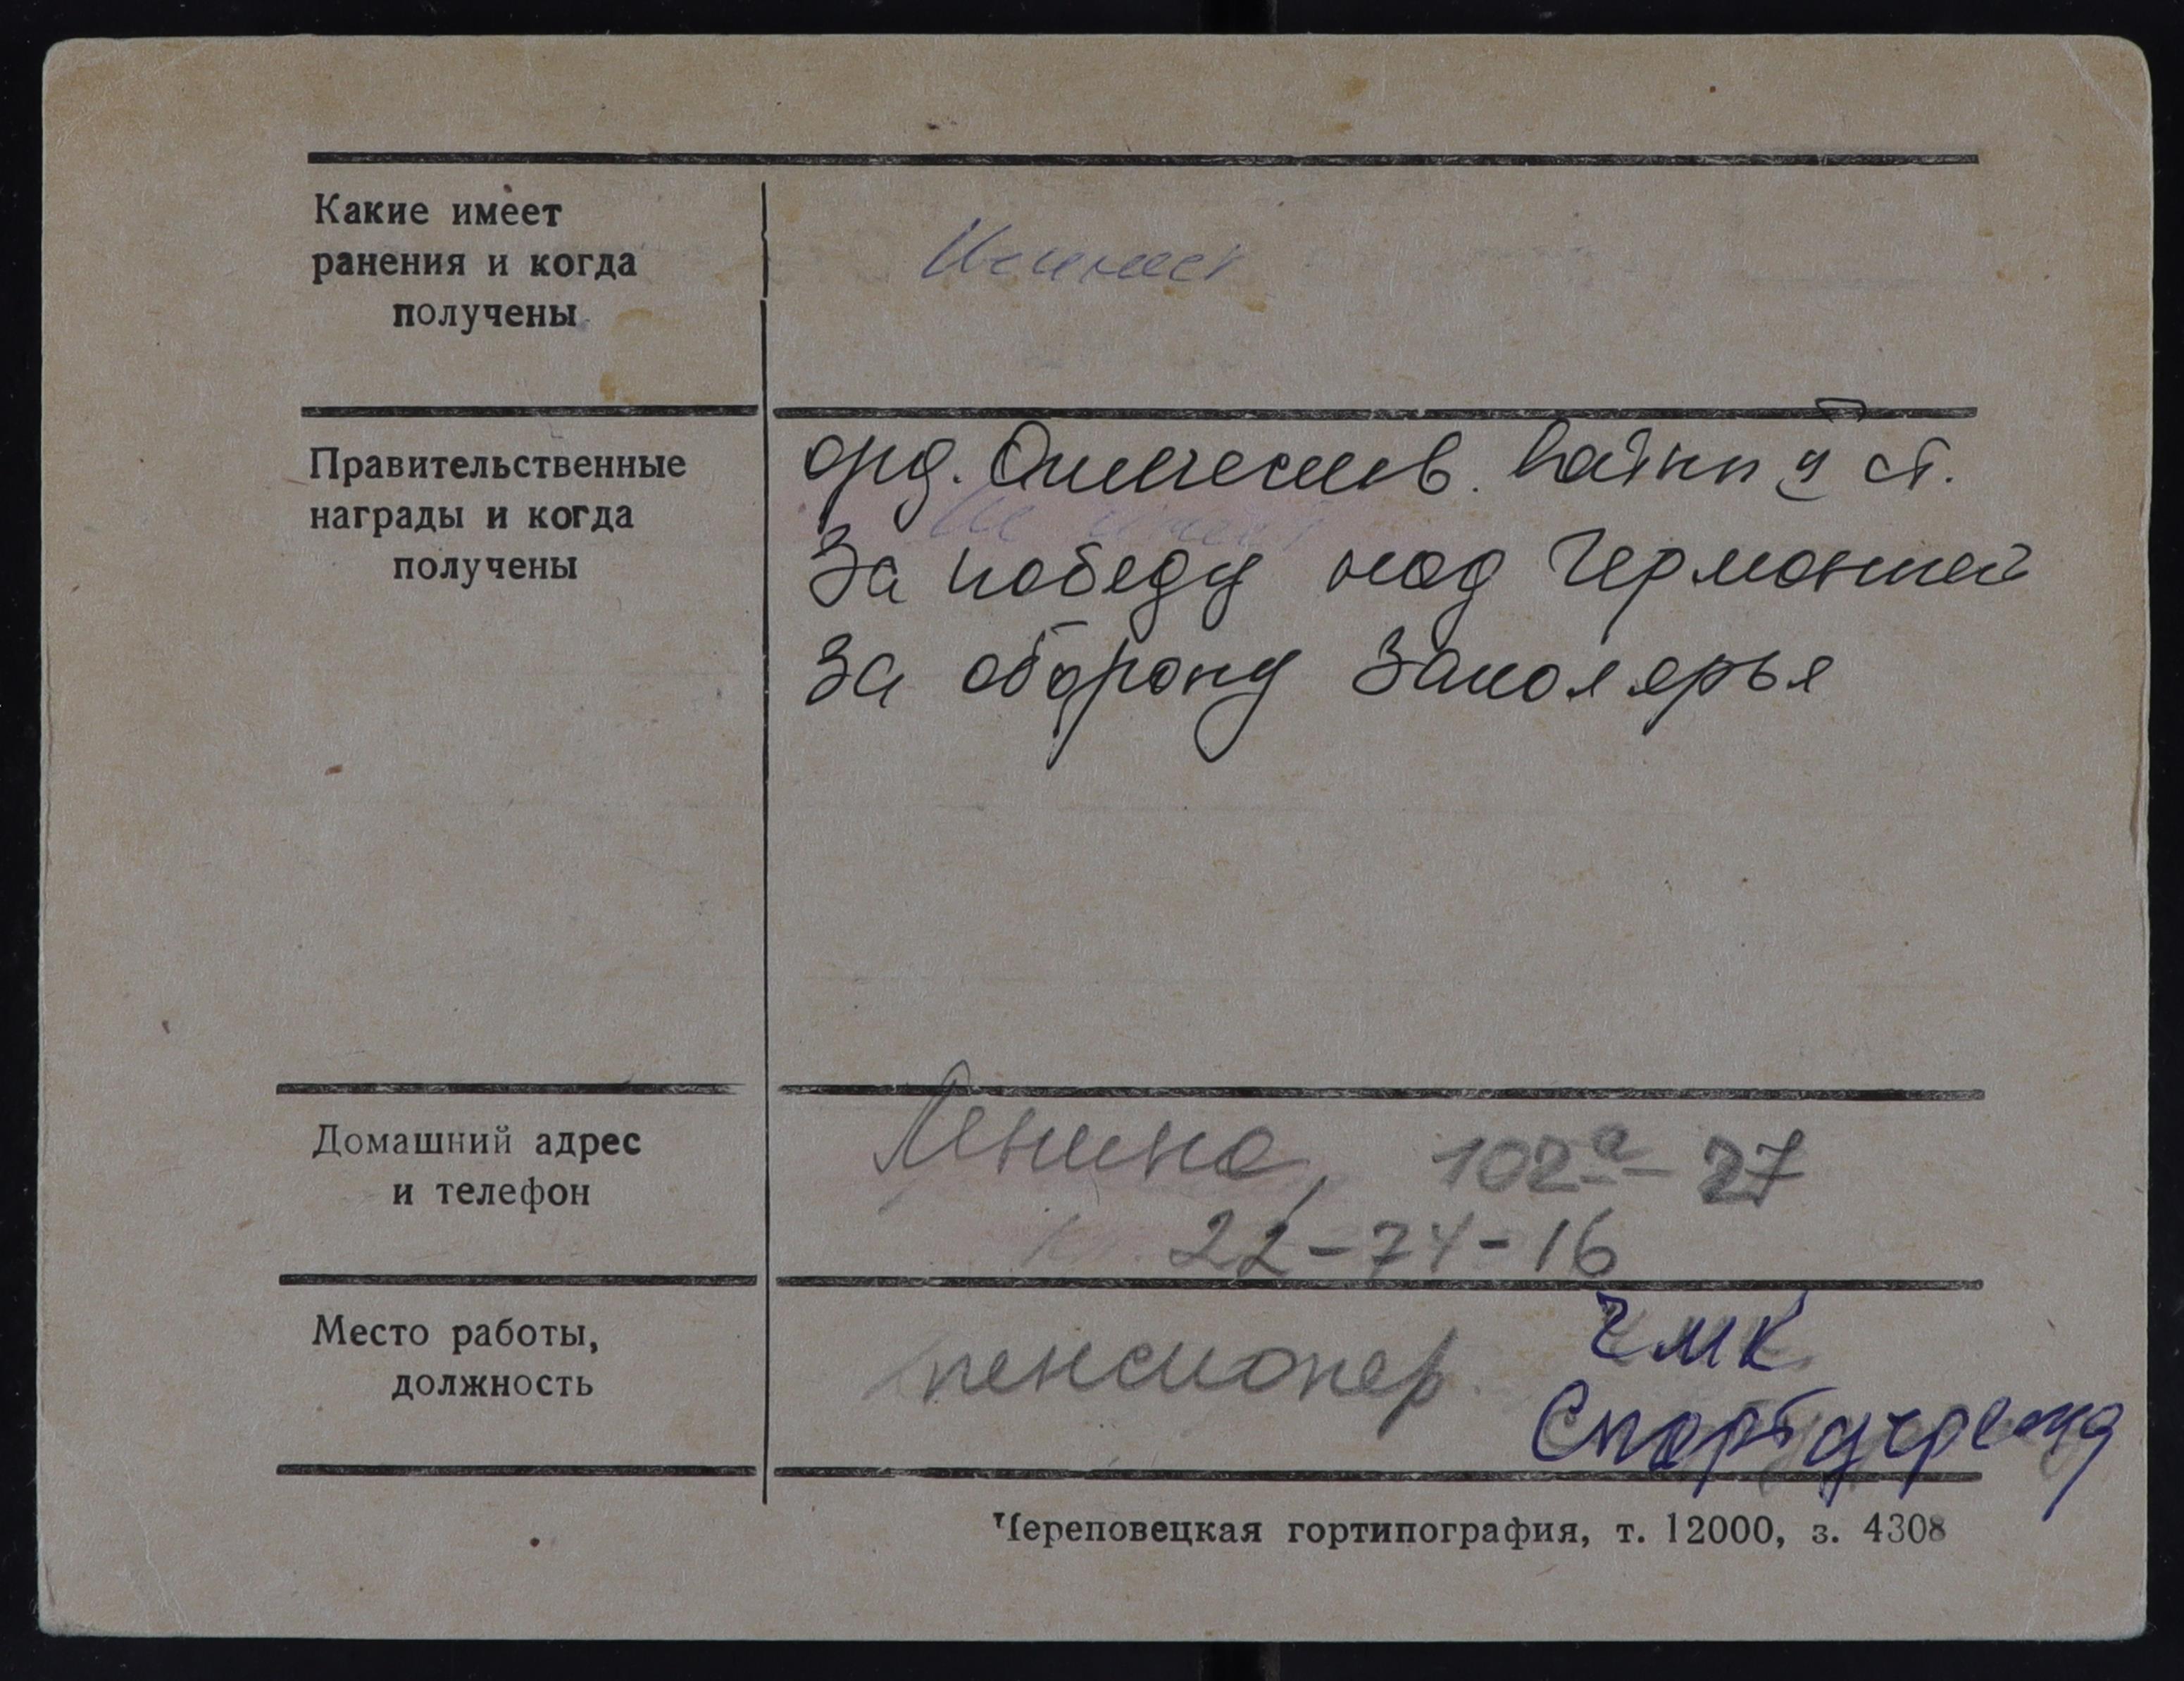 Какие имеет
ранения и когда
получены
Не имеет
Правительственные
награды и когда
получены
орд. Отечеств. войны II ст.
За победу над Германией
За оборону Заполярья
Домашний адрес
и телефон
Ленина, 102а-27
22-74-16
Место работы,
должность
пенсионер
ЧМК
Спортучрежд
Череповецкая гортипография, т. 12000, з. 4308